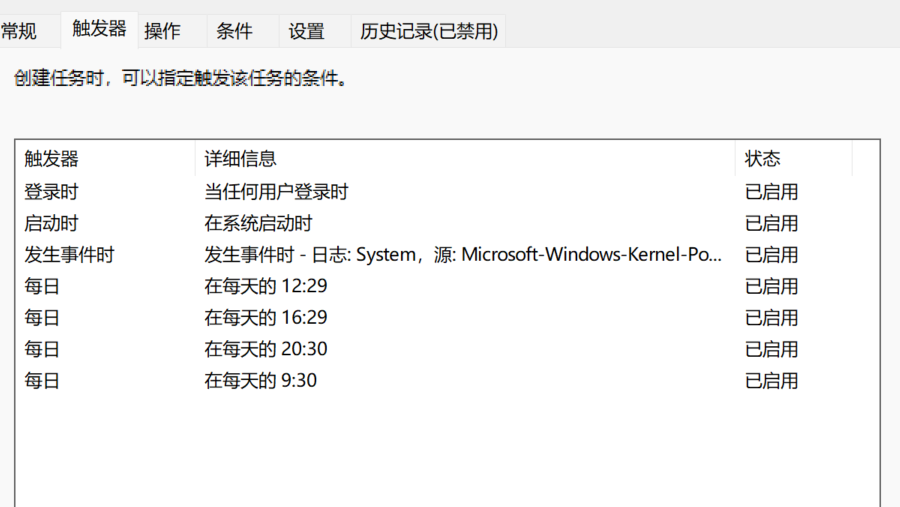 常规 触发器 操作 条件 设置 历史记录(已禁用)
创建任务时，可以指定触发该任务的条件。
触发器 详细信息 状态
登录时 当任何用户登录时 已启用
启动时 在系统启动时 已启用
发生事件时 发生事件时 - 日志: System，源: Microsoft-Windows-Kernel-Po... 已启用
每日 在每天的 12:29 已启用
每日 在每天的 16:29 已启用
每日 在每天的 20:30 已启用
每日 在每天的 9:30 已启用